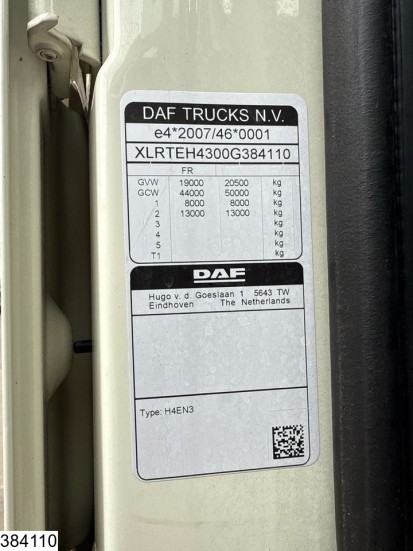 DAF TRUCKS N.V.
e4*2007/46*0001
XLRTEH4300G384110
FR
GVW 19000 20500 kg
GCW 44000 50000 kg
1 8000 8000 kg
2 13000 13000 kg
3 kg
4 kg
5 kg
T1 kg
DAF
Hugo v. d. Goeslaan 1 5643 TW
Eindhoven The Netherlands
Type: H4EN3
384110